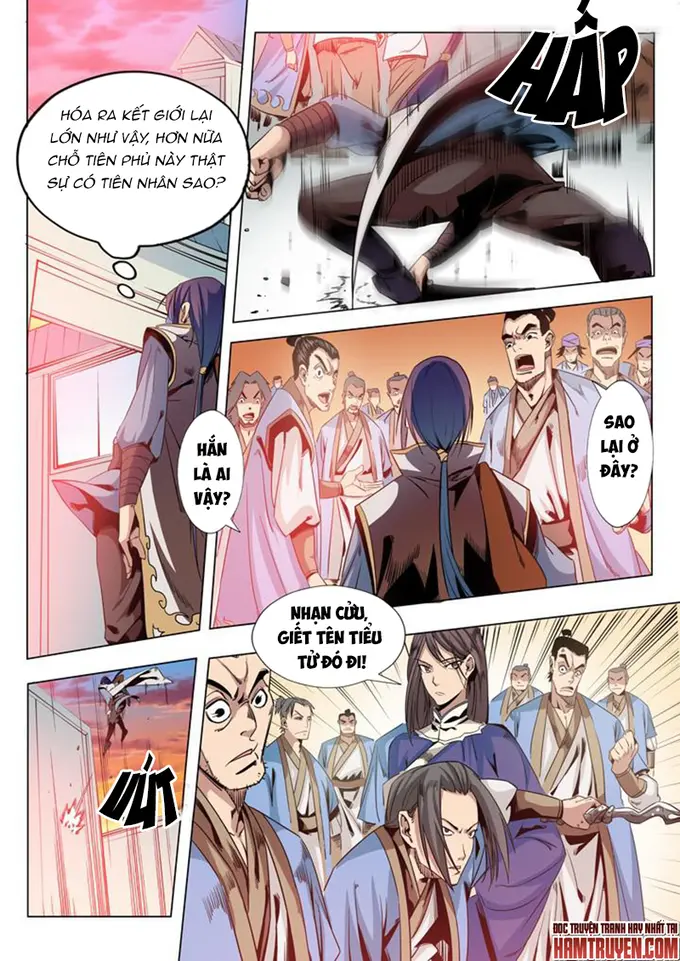 HẤP
HÓA RA KẾT GIỚI LẠI
LỚN NHƯ VẬY, HƠN NỮA
CHỖ TIÊN PHỦ NÀY THẬT
SỰ CÓ TIÊN NHÂN SAO?
HẮN
LÀ AI
VẬY?
SAO
LẠI Ở
ĐÂY?
NHẠN CỬU,
GIẾT TÊN TIỂU
TỬ ĐÓ ĐI!
VÚT
ĐỌC TRUYỆN TRANH HAY NHẤT TẠI
HAMTRUYEN.COM